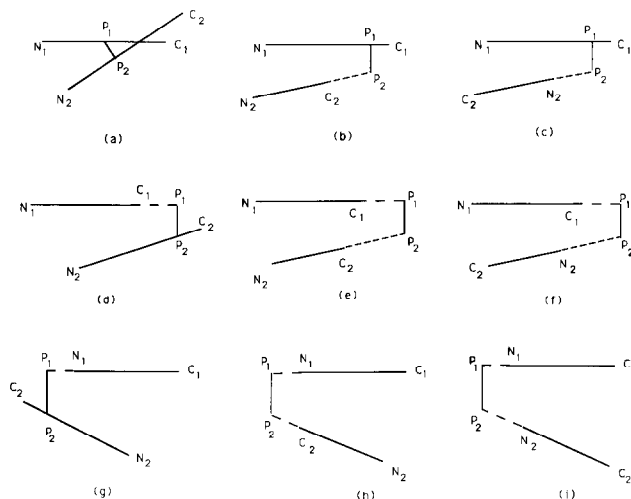 C₂
P₁
N₁ C₁
P₂
N₂
(a)
P₁
N₁ C₁
P₂
C₂
N₂
(b)
P₁
N₁ C₁
P₂
C₂ N₂
(c)
C₁ P₁
N₁
C₂
P₂
N₂
(d)
P₁
N₁ C₁
P₂
C₂
N₂
(e)
P₁
N₁ C₁
P₂
N₂
C₂
(f)
P₁ N₁
C₁
C₂
P₂
N₂
(g)
P₁ N₁
C₁
P₂
C₂
N₂
(h)
P₁ N₁
C
P₂
N₂
C₂
(i)